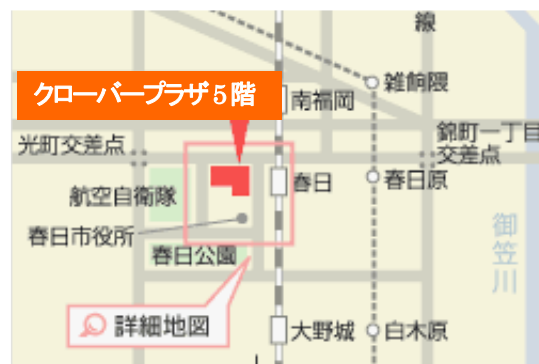 線
クローバープラザ5階
雑餉隈
南福岡
光町交差点
錦町一丁目
交差点
航空自衛隊
春日
春日原
春日市役所
御笠川
春日公園
詳細地図
大野城
白木原